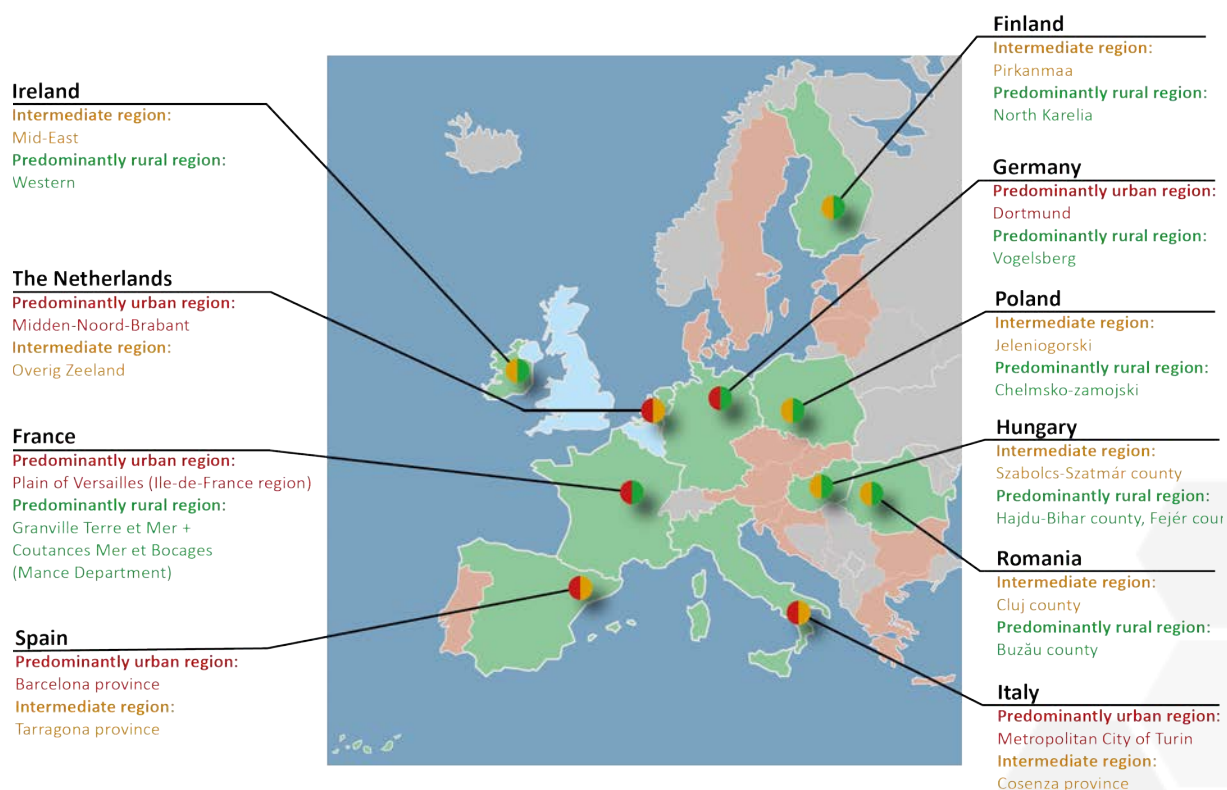 Ireland
Intermediate region:
Mid-East
Predominantly rural region:
Western
The Netherlands
Predominantly urban region:
Midden-Noord-Brabant
Intermediate region:
Overig Zeeland
France
Predominantly urban region:
Plain of Versailles (Ile-de-France region)
Predominantly rural region:
Granville Terre et Mer +
Coutances Mer et Bocages
(Mance Department)
Spain
Predominantly urban region:
Barcelona province
Intermediate region:
Tarragona province
Finland
Intermediate region:
Pirkanmaa
Predominantly rural region:
North Karelia
Germany
Predominantly urban region:
Dortmund
Predominantly rural region:
Vogelsberg
Poland
Intermediate region:
Jeleniogorski
Predominantly rural region:
Chelmsko-zamojski
Hungary
Intermediate region:
Szabolcs-Szatmár county
Predominantly rural region:
Hajdu-Bihar county, Fejér
Romania
Intermediate region:
Cluj county
Predominantly rural region:
Buzău county
Italy
Predominantly urban region:
Metropolitan City of Turin
Intermediate region:
Cosenza province